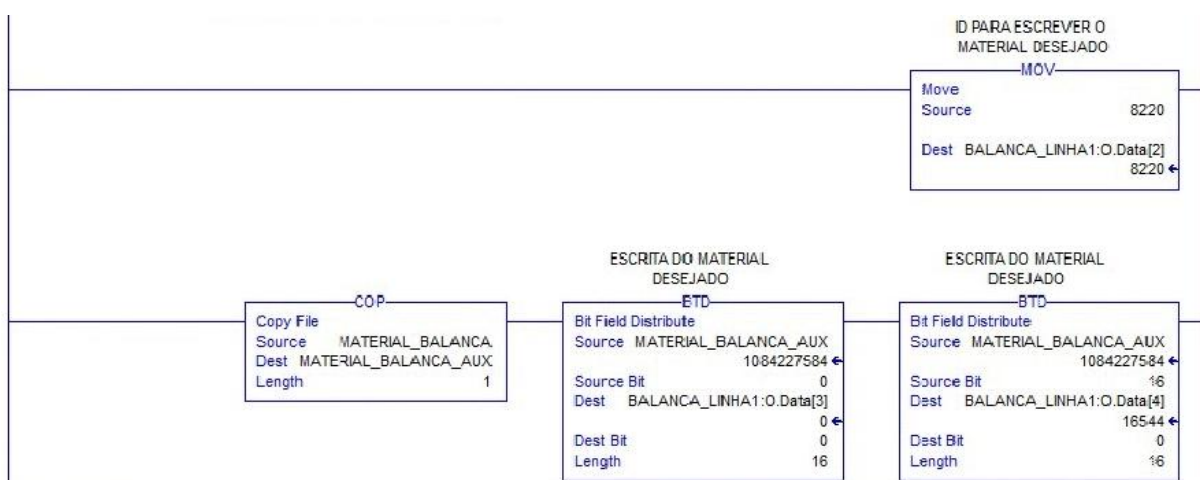 ID PARA ESCREVER O
MATERIAL DESEJADO
MOV
Move
Source 8220
Dest BALANCA_LINHA1:O.Data[2]
8220
ESCRITA DO MATERIAL
DESEJADO
ESCRITA DO MATERIAL
DESEJADO
COP
Copy File
Source MATERIAL_BALANCA
Dest MATERIAL_BALANCA_AUX
Length 1
BTD
Bit Field Distribute
Source MATERIAL_BALANCA_AUX
1084227584
Source Bit 0
Dest BALANCA_LINHA1:O.Data[3]
0
Dest Bit 0
Length 16
BTD
Bit Field Distribute
Source MATERIAL_BALANCA_AUX
1084227584
Source Bit 16
Dest BALANCA_LINHA1:O.Data[4]
16544
Dest Bit 0
Length 16